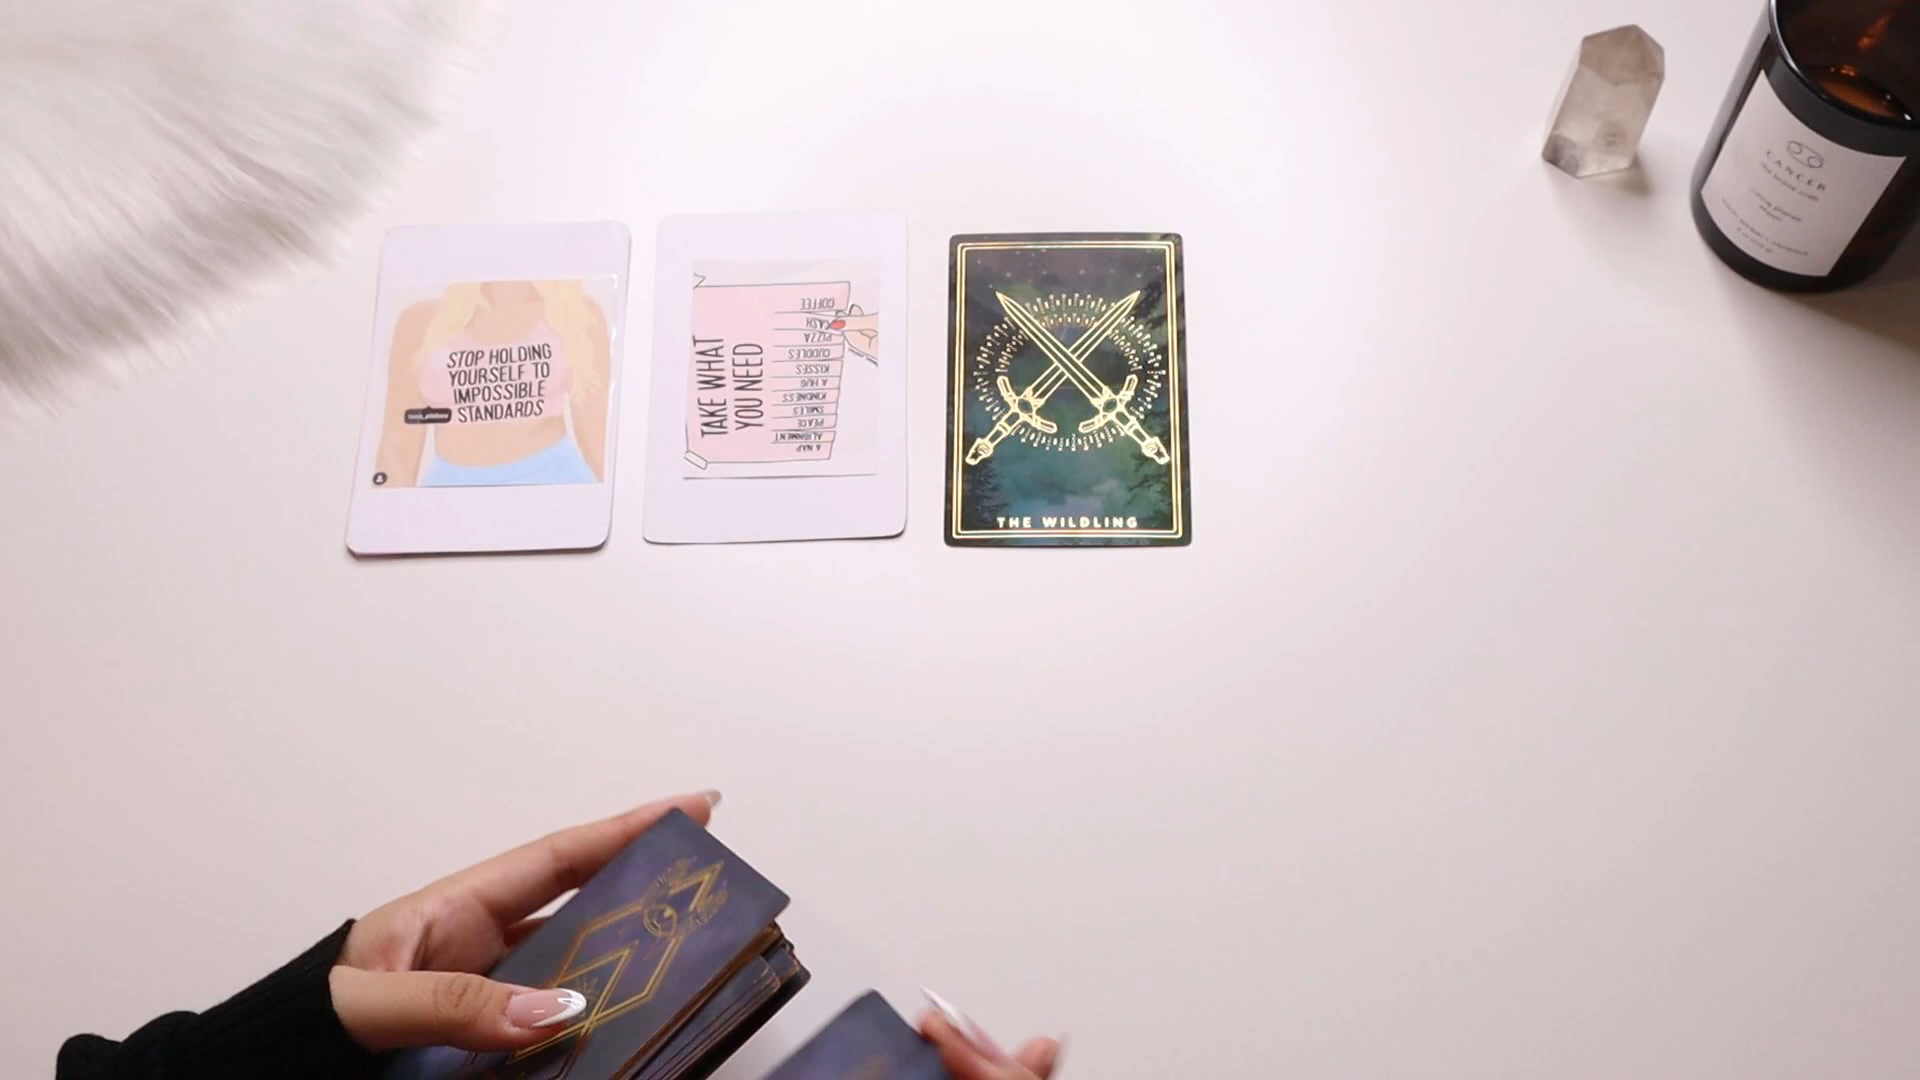 STOP HOLDING
YOURSELF TO
IMPOSSIBLE
STANDARDS
TAKE WHAT
YOU NEED
COFFEE
CASH
PIZZA
CUDDLES
KISSES
A HUG
KINDNESS
SMILES
PEACE
ALIGNMENT
A NAP
THE WILDLING
CANCER